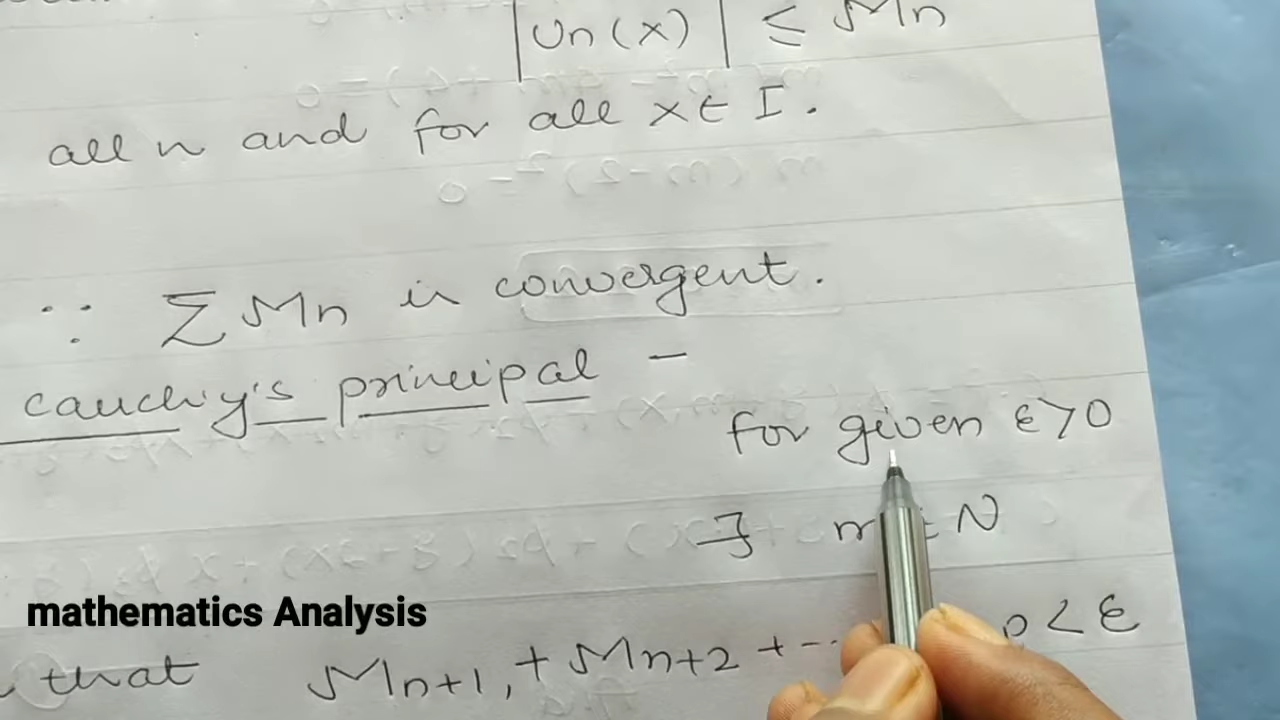 |Un(x)| ≤ Mn
all n and for all x ∈ I.
∵ ΣMn is convergent.
cauchy's principal —
for given ε>0
∃ m ∈ N
mathematics Analysis
that Mn+1, + Mn+2 + -- p < ε